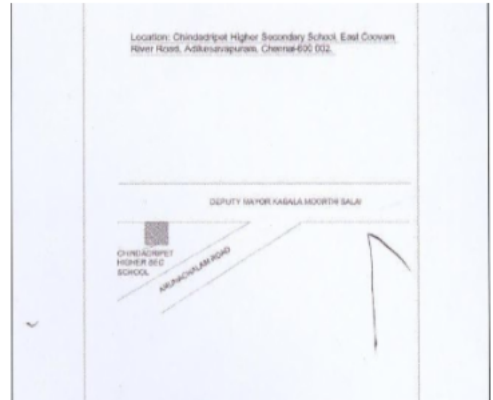 Location: Chindadripet Higher Secondary School, East Coovam
River Road, Adikesavapuram, Chennai-600 002.
DEPUTY MAYOR KABALA MOORTHI SALAI
CHINDADRIPET
HIGHER SEC
SCHOOL
ARUNACHALAM ROAD